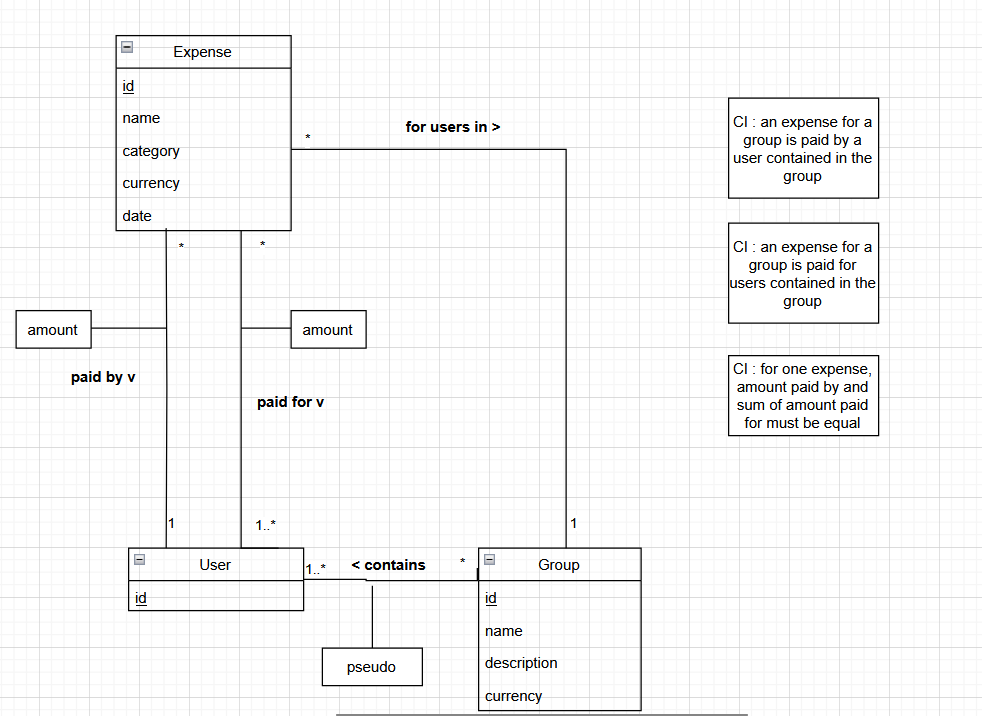 Expense
id
name
category
currency
date
*
for users in >
*
*
amount
amount
paid by v
paid for v
1
1..*
1
User
id
1..*
< contains
*
Group
id
name
description
currency
pseudo
CI : an expense for a
group is paid by a
user contained in the
group
CI : an expense for a
group is paid for
users contained in the
group
CI : for one expense,
amount paid by and
sum of amount paid
for must be equal